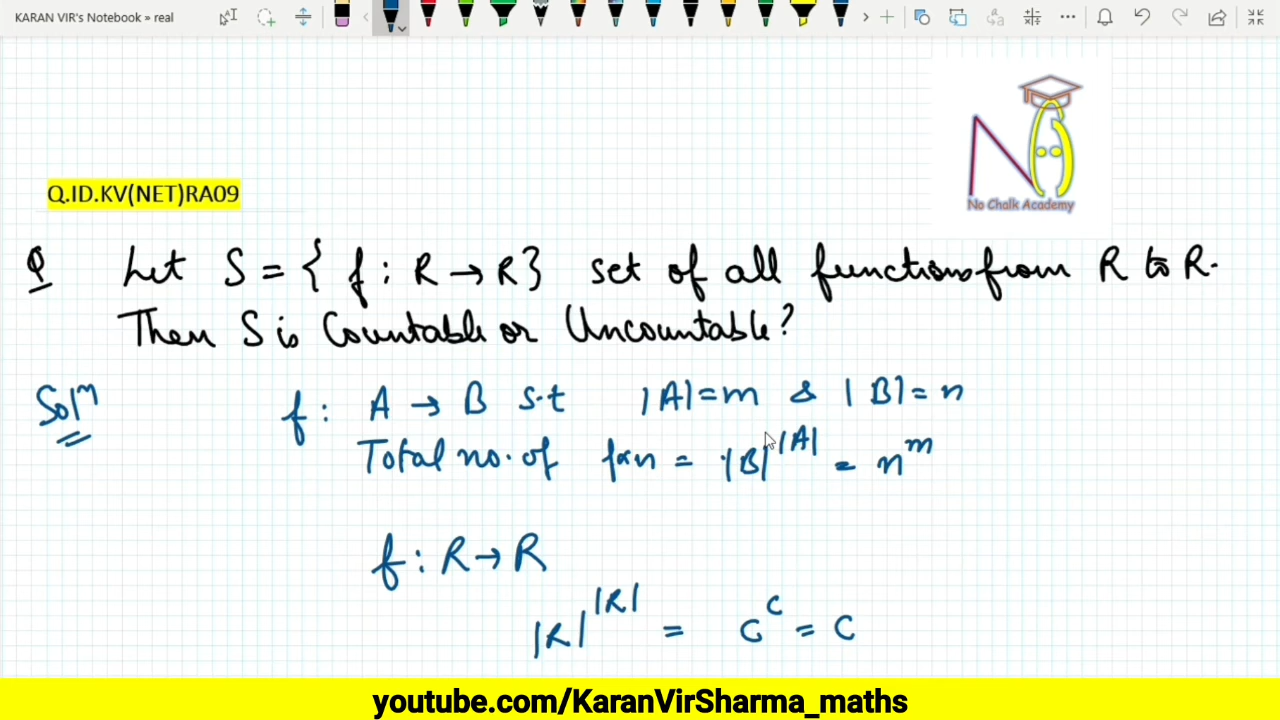 KARAN VIR's Notebook » real
No Chalk Academy
Q.ID.KV(NET)RA09
Q Let S = { f : R → R } set of all functions from R to R.
Then S is Countable or Uncountable?
Solⁿ f : A → B s.t |A| = m & |B| = n
Total no. of fxn = |B|^|A| = n^m
f : R → R
|R|^|R| = c^c = c
youtube.com/KaranVirSharma_maths